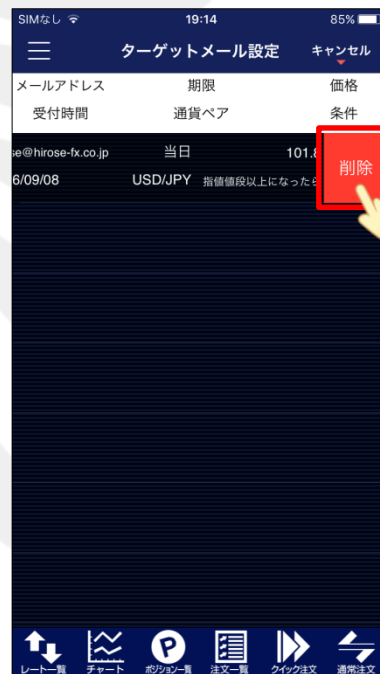 SIMなし 19:14 85%
ターゲットメール設定 キャンセル
メールアドレス 期限 価格
受付時間 通貨ペア 条件
se@hirose-fx.co.jp 当日 101.8
6/09/08 USD/JPY 指値値段以上になったら
削除
レート一覧 チャート ポジション一覧 注文一覧 クイック注文 通常注文